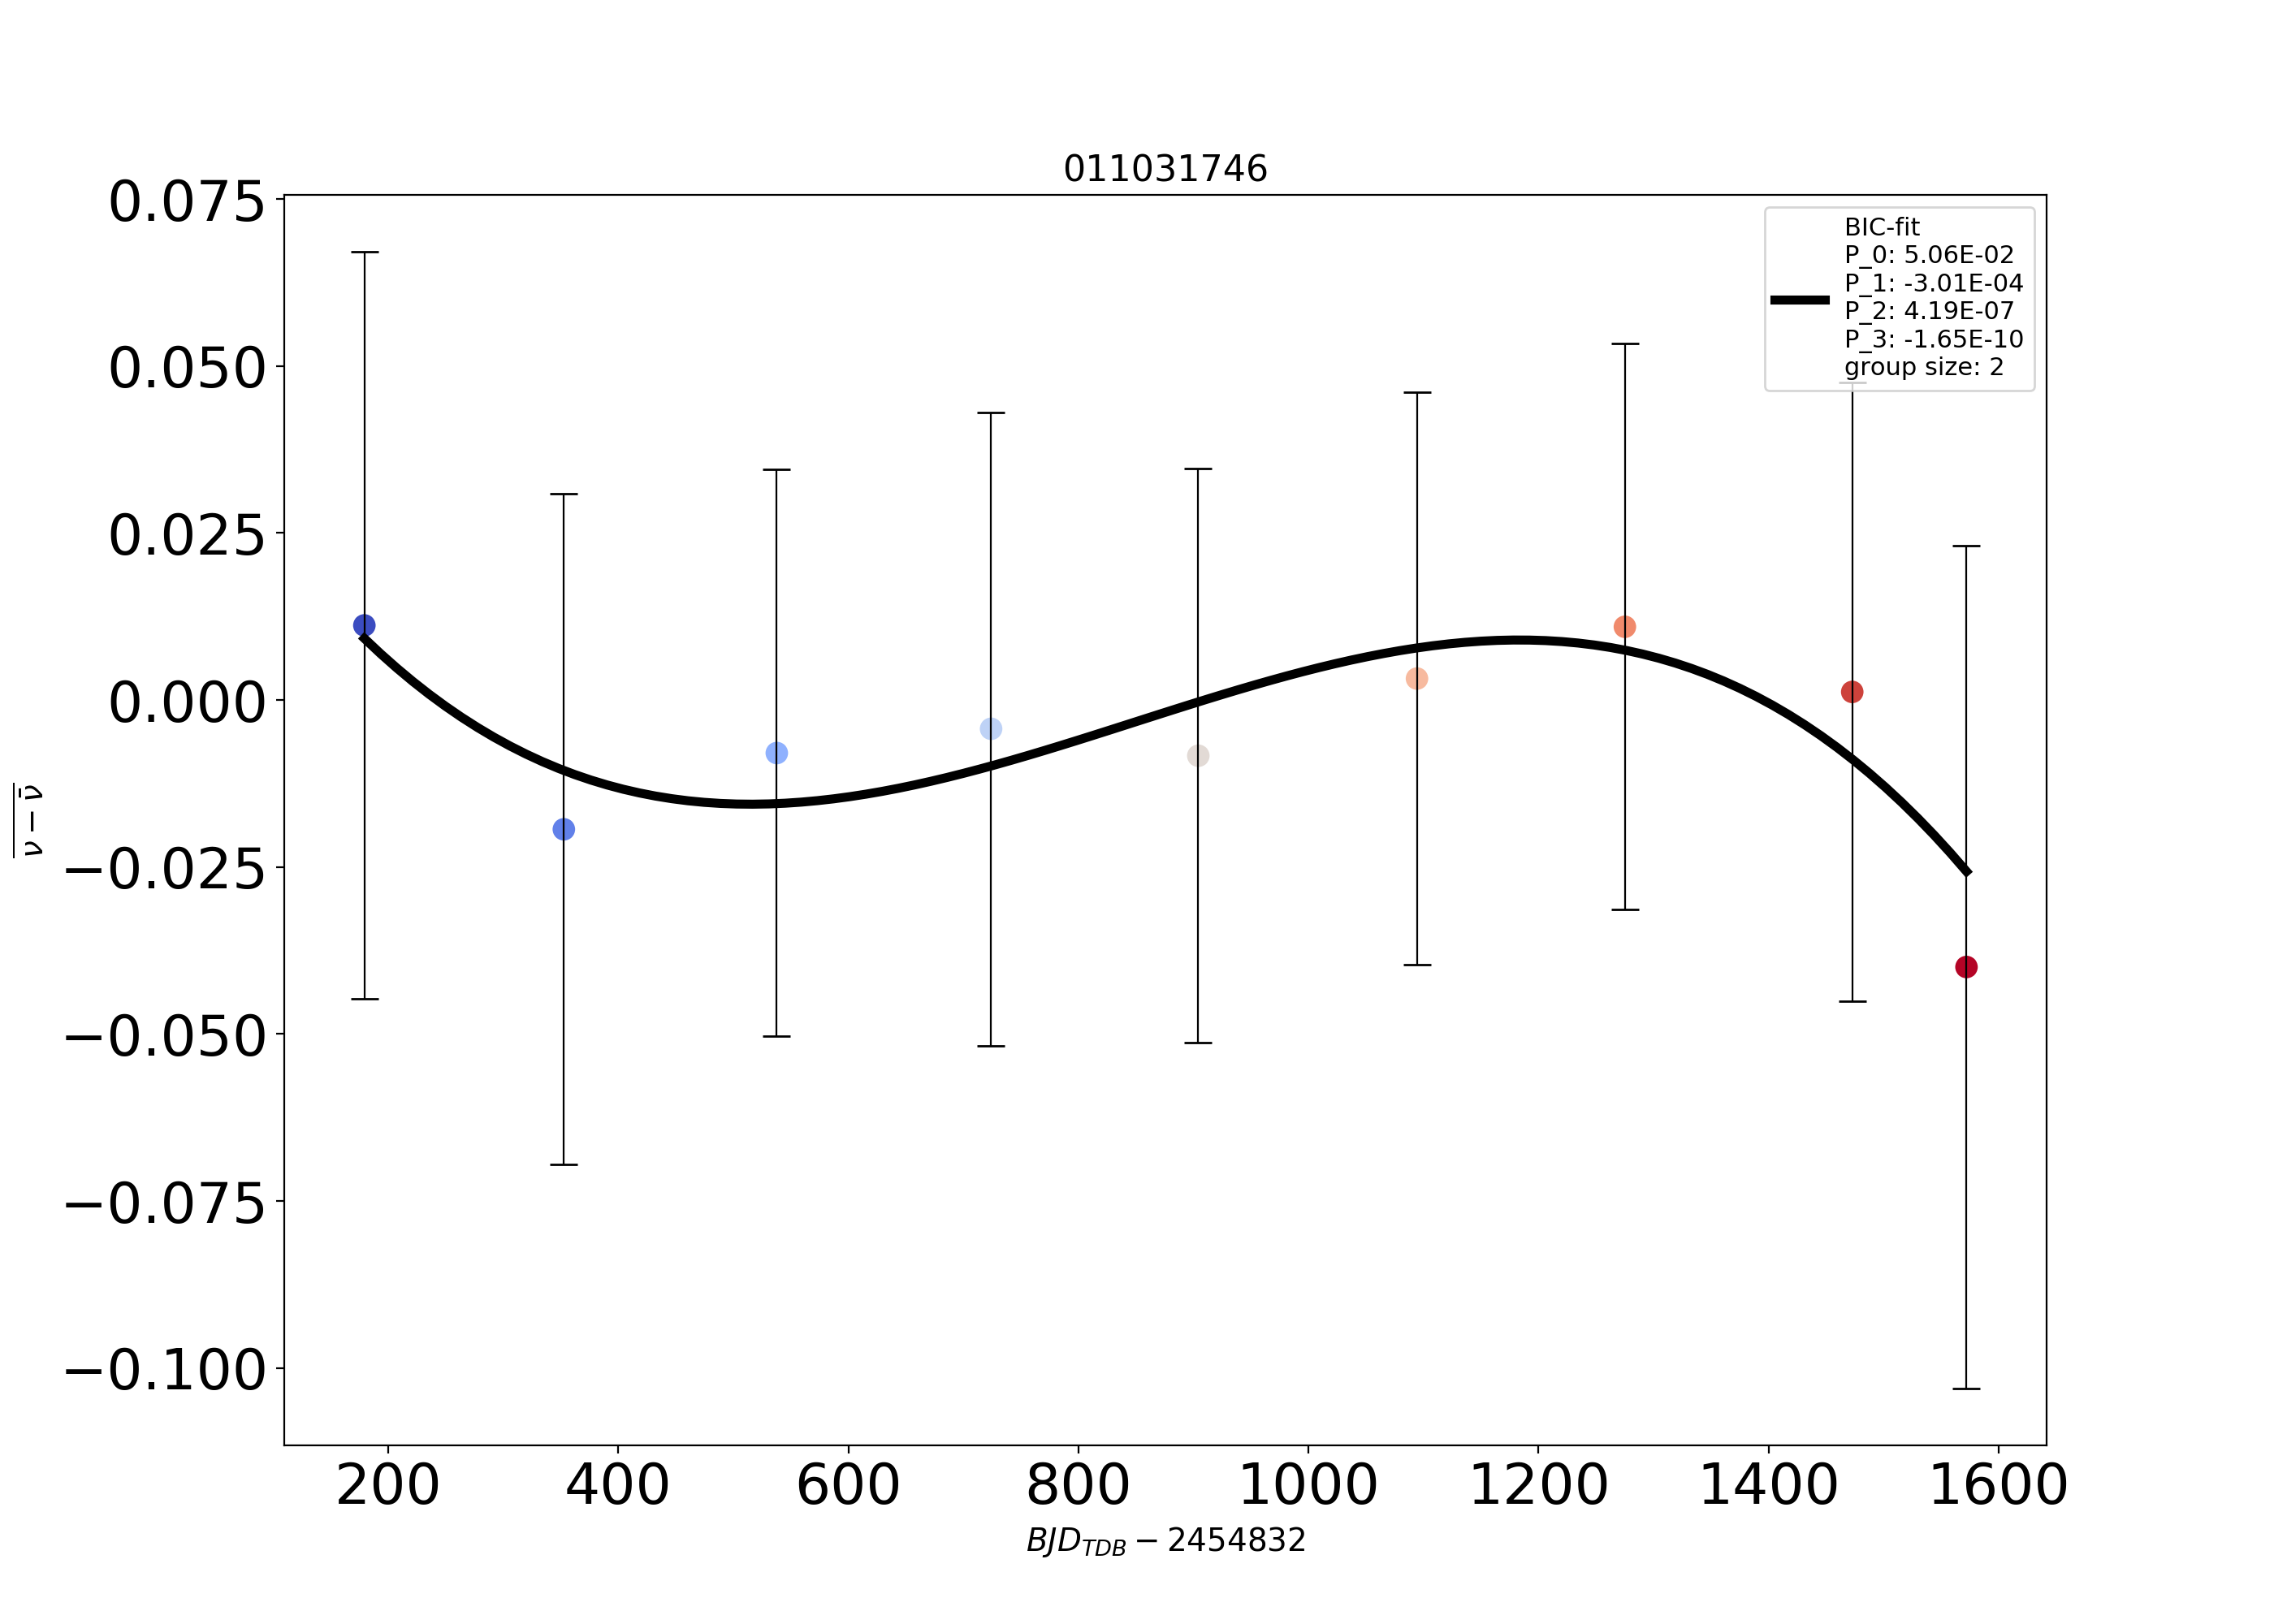 011031746
0.075
0.050
0.025
0.000
−0.025
−0.050
−0.075
−0.100
ν − ν̄
BIC-fit
P_0: 5.06E-02
P_1: -3.01E-04
P_2: 4.19E-07
P_3: -1.65E-10
group size: 2
200 400 600 800 1000 1200 1400 1600
BJD_TDB − 2454832